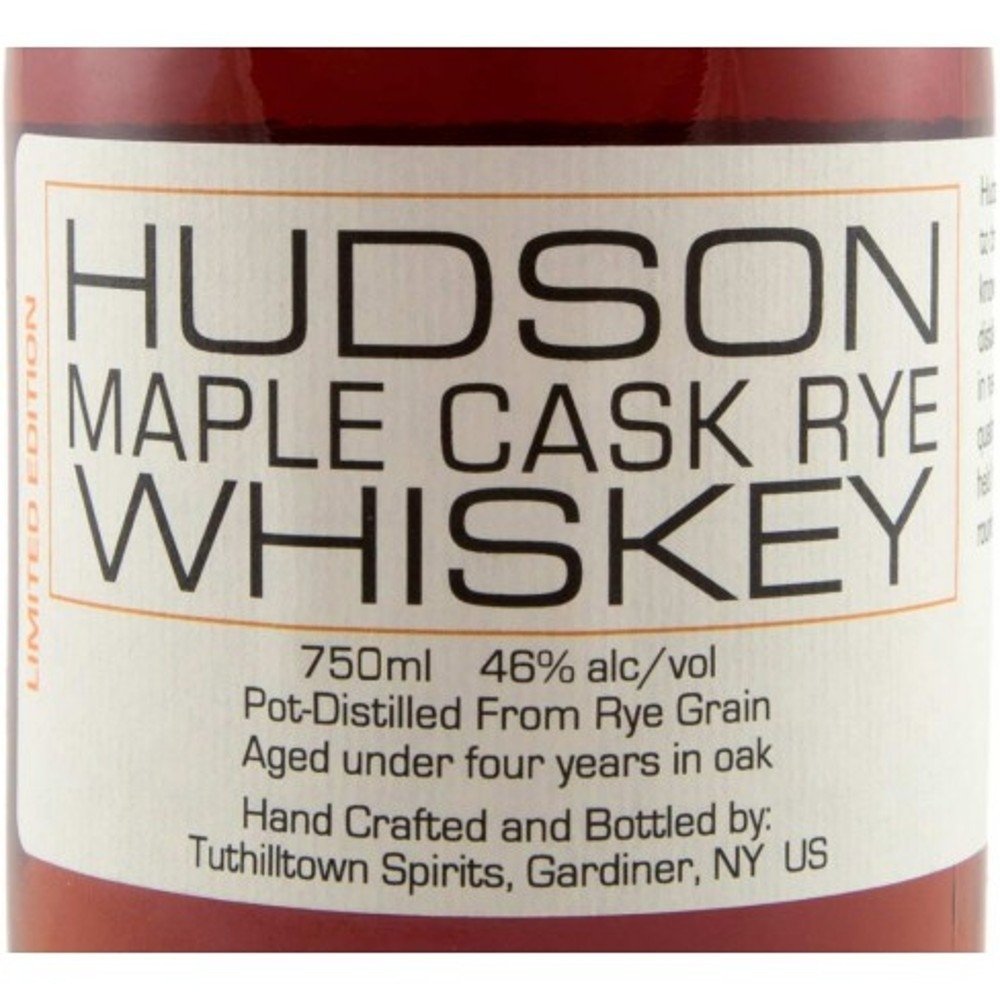 LIMITED EDITION
HUDSON
MAPLE CASK RYE
WHISKEY
750ml 46% alc/vol
Pot-Distilled From Rye Grain
Aged under four years in oak
Hand Crafted and Bottled by:
Tuthilltown Spirits, Gardiner, NY US